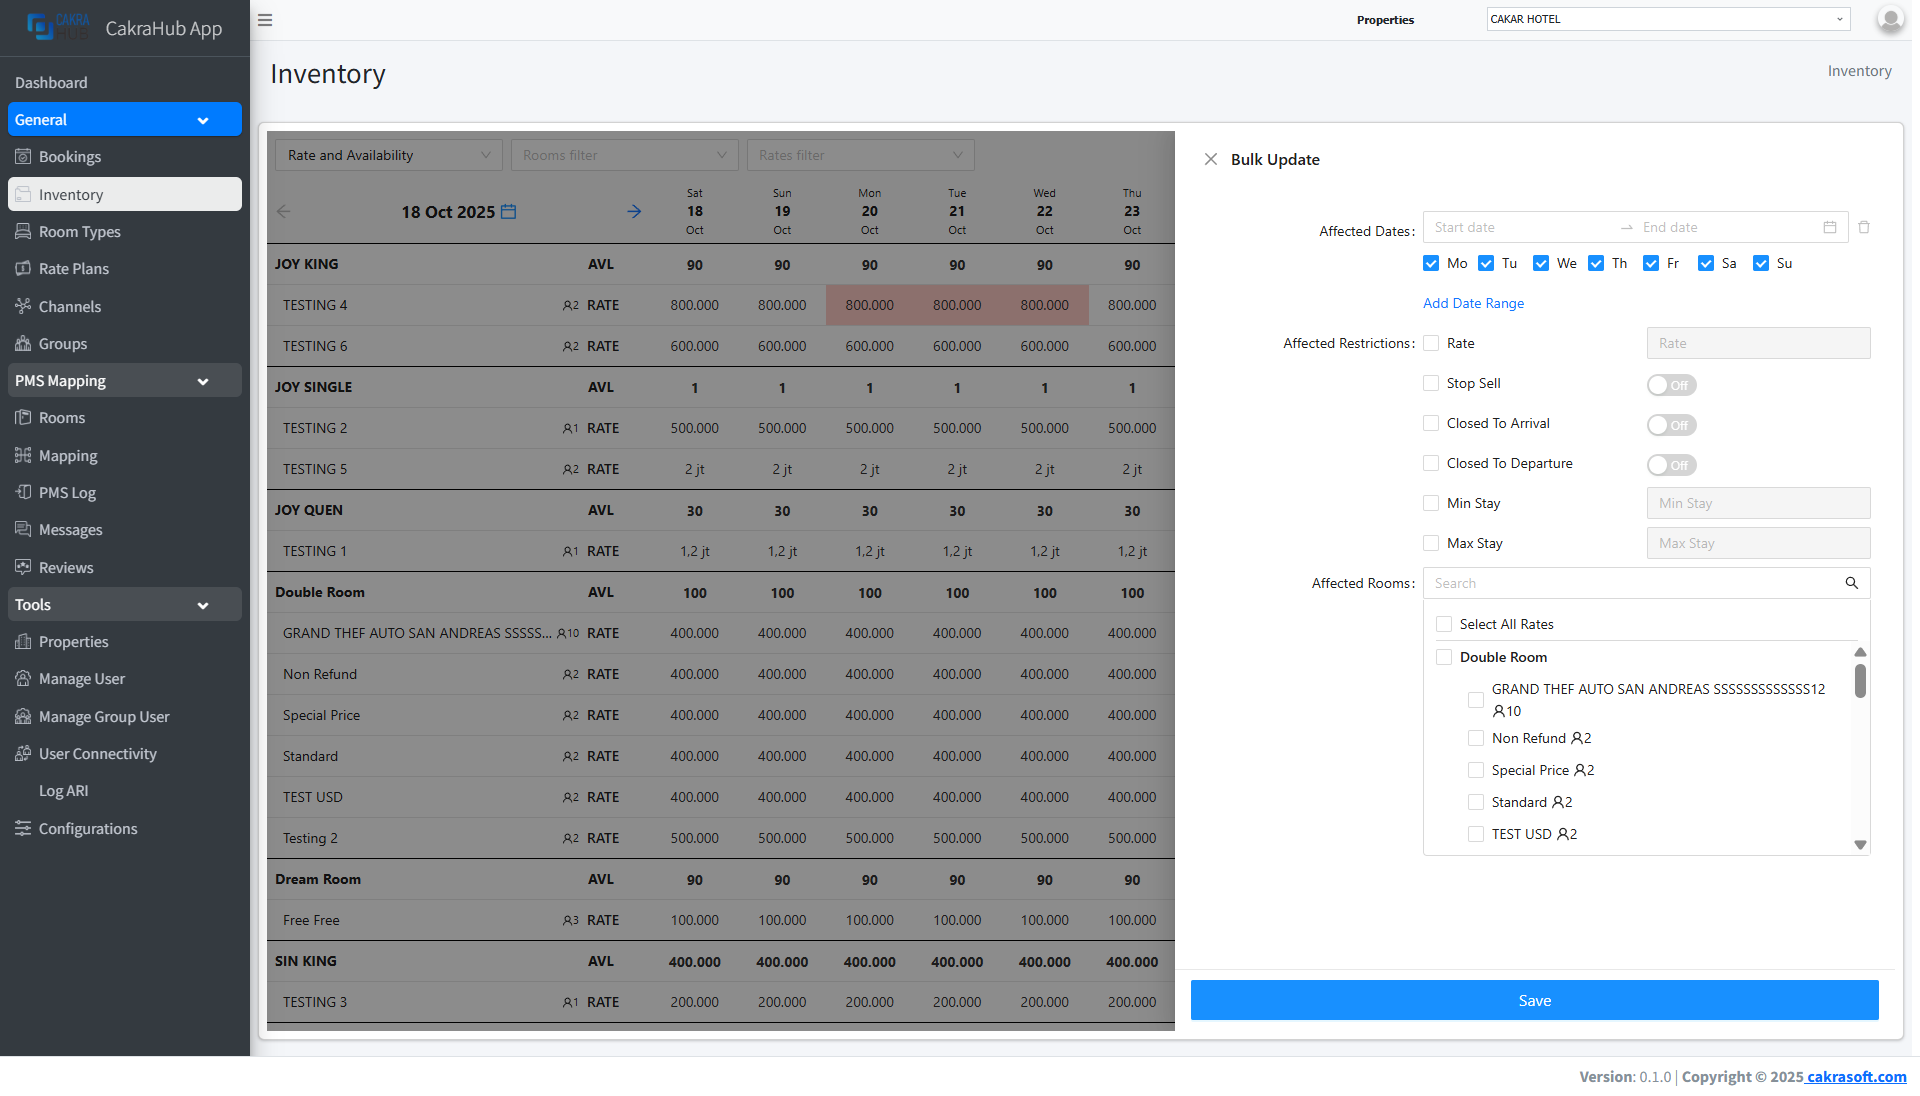 CAKRA
HUB
CakraHub App
Properties
CAKAR HOTEL
Dashboard
General
Bookings
Inventory
Room Types
Rate Plans
Channels
Groups
PMS Mapping
Rooms
Mapping
PMS Log
Messages
Reviews
Tools
Properties
Manage User
Manage Group User
User Connectivity
Log ARI
Configurations
Inventory
Inventory
Rate and Availability
Rooms filter
Rates filter
18 Oct 2025
Sat 18 Oct
Sun 19 Oct
Mon 20 Oct
Tue 21 Oct
Wed 22 Oct
Thu 23 Oct
JOY KING AVL 90 90 90 90 90 90
TESTING 4 2 RATE 800.000 800.000 800.000 800.000 800.000 800.000
TESTING 6 2 RATE 600.000 600.000 600.000 600.000 600.000 600.000
JOY SINGLE AVL 1 1 1 1 1 1
TESTING 2 1 RATE 500.000 500.000 500.000 500.000 500.000 500.000
TESTING 5 2 RATE 2 jt 2 jt 2 jt 2 jt 2 jt 2 jt
JOY QUEN AVL 30 30 30 30 30 30
TESTING 1 1 RATE 1,2 jt 1,2 jt 1,2 jt 1,2 jt 1,2 jt 1,2 jt
Double Room AVL 100 100 100 100 100 100
GRAND THEF AUTO SAN ANDREAS SSSSS... 10 RATE 400.000 400.000 400.000 400.000 400.000 400.000
Non Refund 2 RATE 400.000 400.000 400.000 400.000 400.000 400.000
Special Price 2 RATE 400.000 400.000 400.000 400.000 400.000 400.000
Standard 2 RATE 400.000 400.000 400.000 400.000 400.000 400.000
TEST USD 2 RATE 400.000 400.000 400.000 400.000 400.000 400.000
Testing 2 2 RATE 500.000 500.000 500.000 500.000 500.000 500.000
Dream Room AVL 90 90 90 90 90 90
Free Free 3 RATE 100.000 100.000 100.000 100.000 100.000 100.000
SIN KING AVL 400.000 400.000 400.000 400.000 400.000 400.000
TESTING 3 1 RATE 200.000 200.000 200.000 200.000 200.000 200.000
Bulk Update
Affected Dates: Start date → End date
Mo Tu We Th Fr Sa Su
Add Date Range
Affected Restrictions: Rate Rate
Stop Sell Off
Closed To Arrival Off
Closed To Departure Off
Min Stay Min Stay
Max Stay Max Stay
Affected Rooms: Search
Select All Rates
Double Room
GRAND THEF AUTO SAN ANDREAS SSSSSSSSSSSSS12
10
Non Refund 2
Special Price 2
Standard 2
TEST USD 2
Save
Version: 0.1.0 | Copyright © 2025 cakrasoft.com